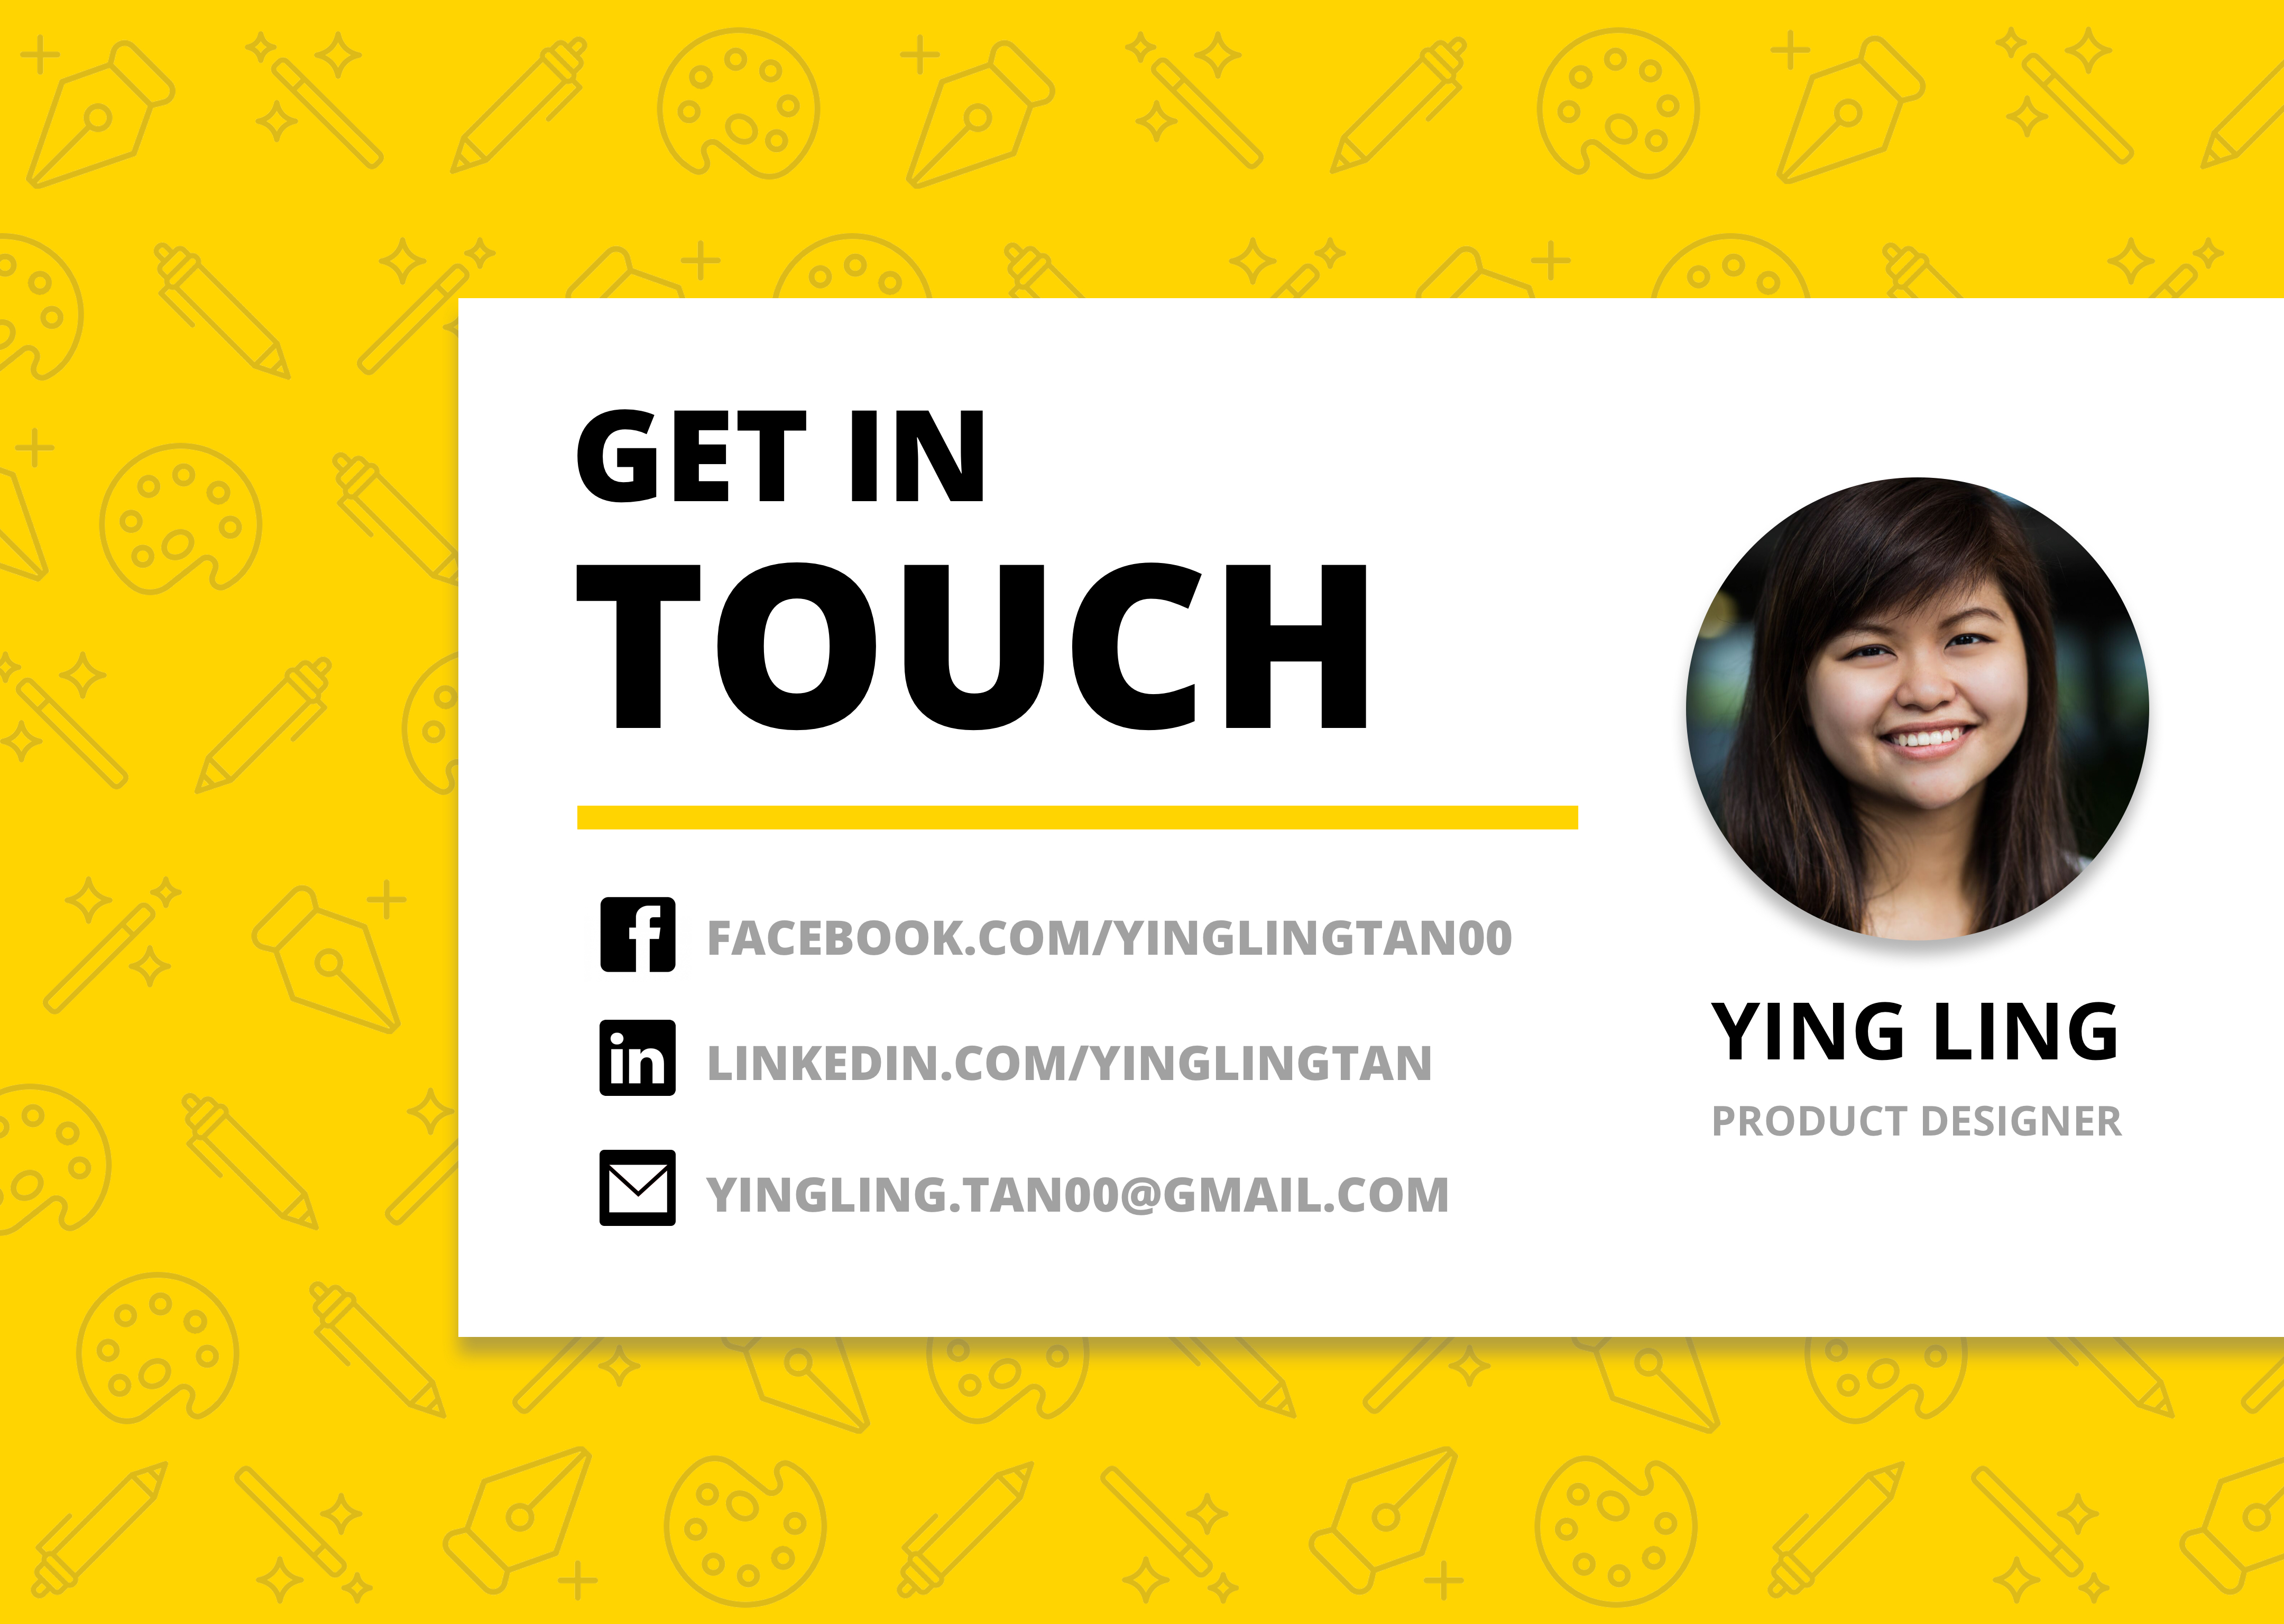 GET IN
TOUCH
FACEBOOK.COM/YINGLINGTAN00
LINKEDIN.COM/YINGLINGTAN
YINGLING.TAN00@GMAIL.COM
YING LING
PRODUCT DESIGNER